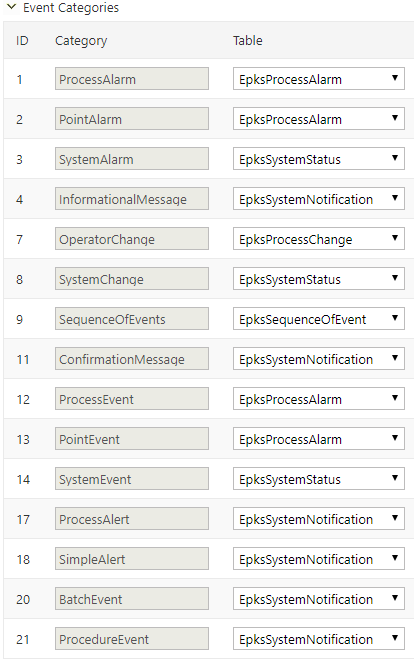 Event Categories
ID Category Table
1 ProcessAlarm EpksProcessAlarm
2 PointAlarm EpksProcessAlarm
3 SystemAlarm EpksSystemStatus
4 InformationalMessage EpksSystemNotification
7 OperatorChange EpksProcessChange
8 SystemChange EpksSystemStatus
9 SequenceOfEvents EpksSequenceOfEvent
11 ConfirmationMessage EpksSystemNotification
12 ProcessEvent EpksProcessAlarm
13 PointEvent EpksProcessAlarm
14 SystemEvent EpksSystemStatus
17 ProcessAlert EpksSystemNotification
18 SimpleAlert EpksSystemNotification
20 BatchEvent EpksSystemNotification
21 ProcedureEvent EpksSystemNotification